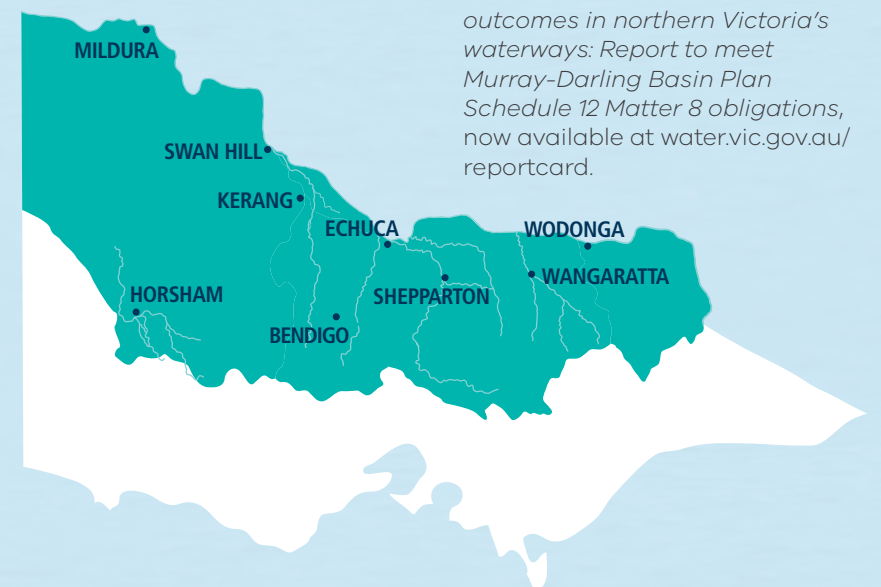 outcomes in northern Victoria's
waterways: Report to meet
Murray-Darling Basin Plan
Schedule 12 Matter 8 obligations,
now available at water.vic.gov.au/
reportcard.
MILDURA
SWAN HILL
KERANG
ECHUCA
WODONGA
WANGARATTA
SHEPPARTON
HORSHAM
BENDIGO